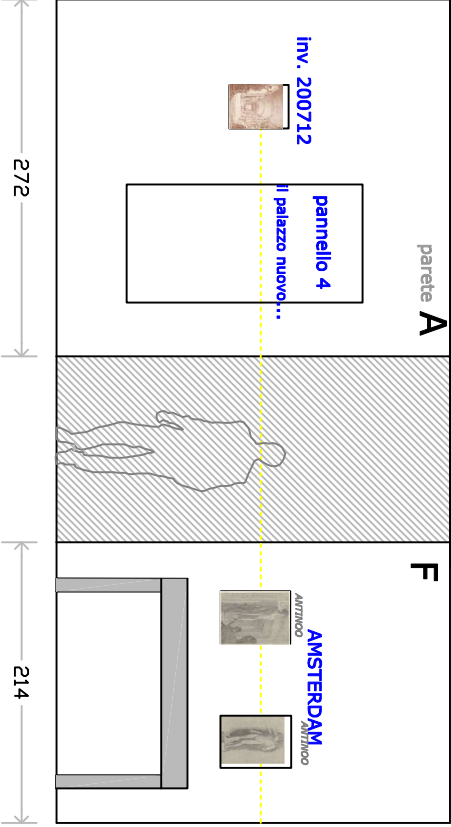 inv. 200712
pannello 4
il palazzo nuovo...
parete A
272
F
ANTINOO
AMSTERDAM
ANTINOO
214